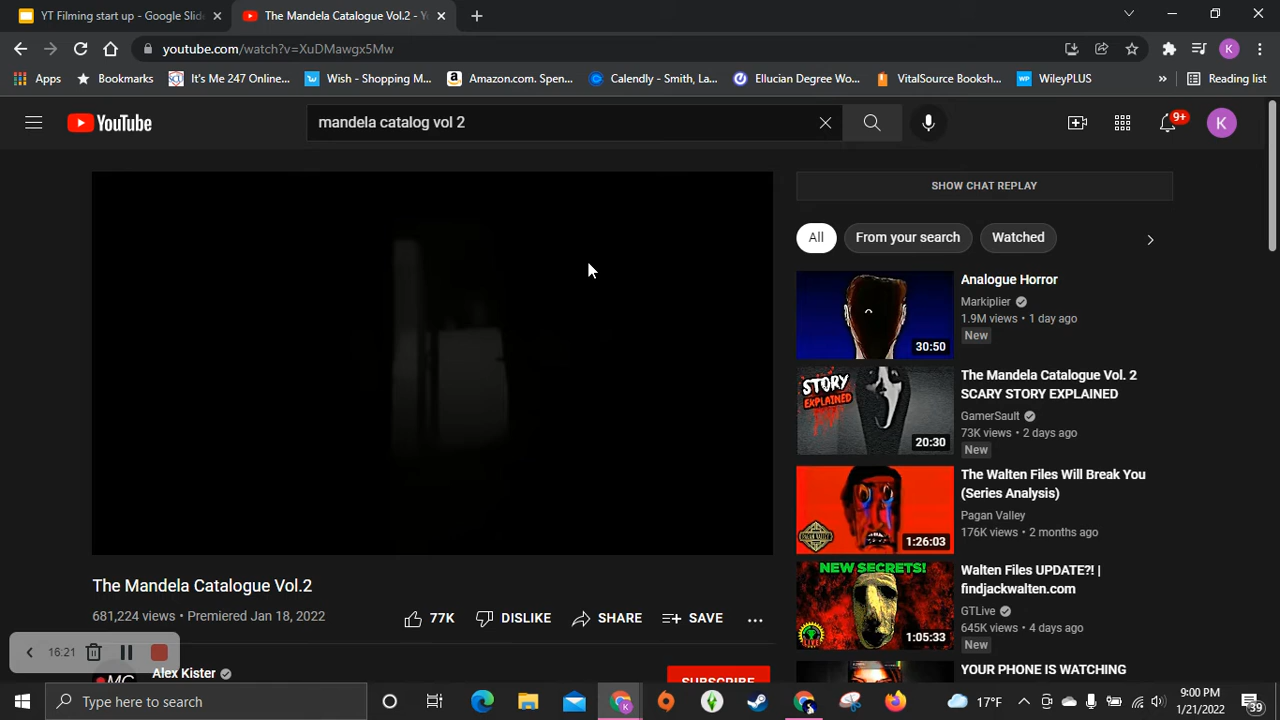 YT Filming start up - Google Slide
The Mandela Catalogue Vol.2 - Y
youtube.com/watch?v=XuDMawgx5Mw
K
Apps
Bookmarks
It's Me 247 Online...
Wish - Shopping M...
Amazon.com. Spen...
Calendly - Smith, La...
Ellucian Degree Wo...
VitalSource Booksh...
WileyPLUS
»
Reading list
YouTube
mandela catalog vol 2
9+
K
SHOW CHAT REPLAY
All
From your search
Watched
Analogue Horror
Markiplier
1.9M views • 1 day ago
New
30:50
STORY
EXPLAINED
20:30
The Mandela Catalogue Vol. 2
SCARY STORY EXPLAINED
GamerSault
73K views • 2 days ago
New
The Walten Files Will Break You
(Series Analysis)
Pagan Valley
176K views • 2 months ago
1:26:03
NEW SECRETS!
1:05:33
Walten Files UPDATE?! |
findjackwalten.com
GTLive
645K views • 4 days ago
New
YOUR PHONE IS WATCHING
The Mandela Catalogue Vol.2
681,224 views • Premiered Jan 18, 2022
77K
DISLIKE
SHARE
SAVE
16:21
MC
Alex Kister
SUBSCRIBE
Type here to search
17°F
9:00 PM
1/21/2022
39